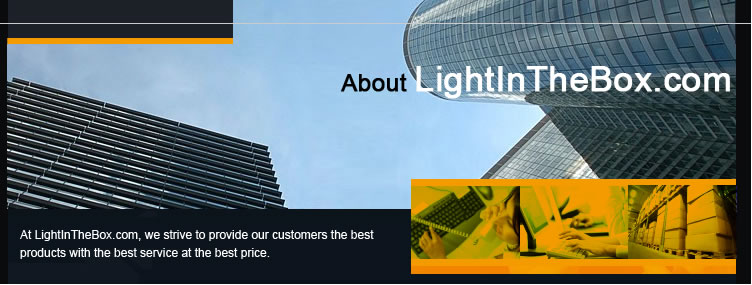 About LightInTheBox.com
At LightInTheBox.com, we strive to provide our customers the best
products with the best service at the best price.